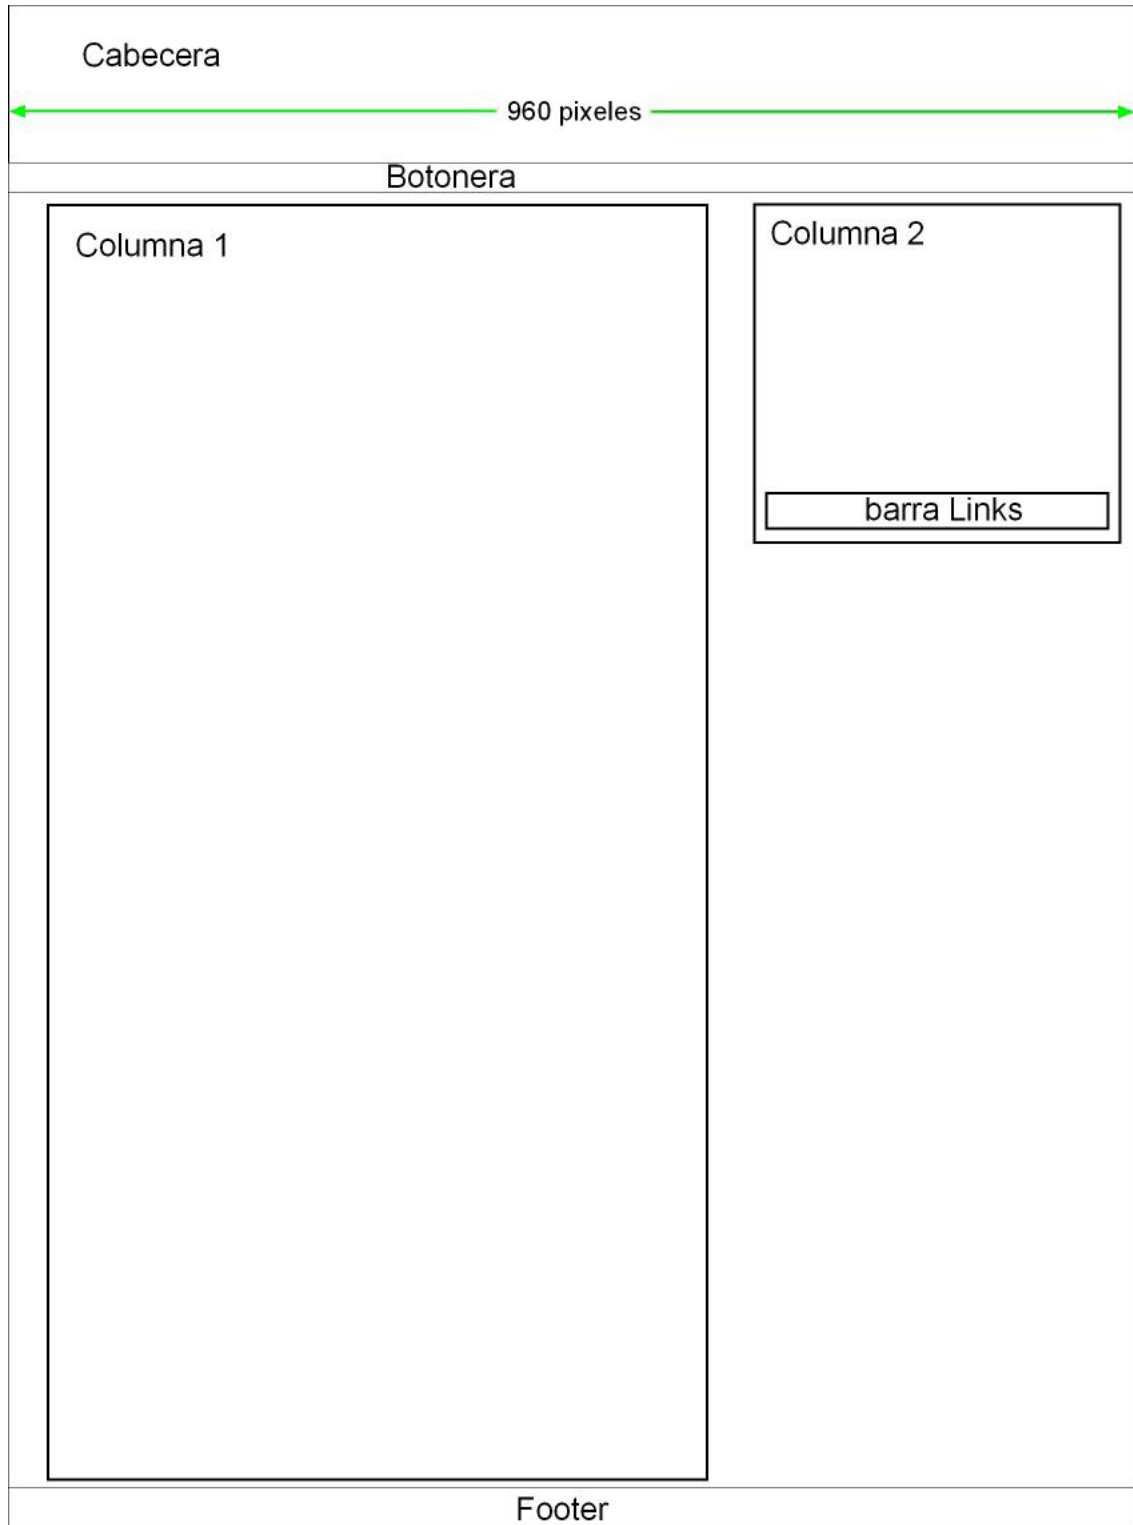 Cabecera
960 pixeles
Botonera
Columna 1
Columna 2
barra Links
Footer